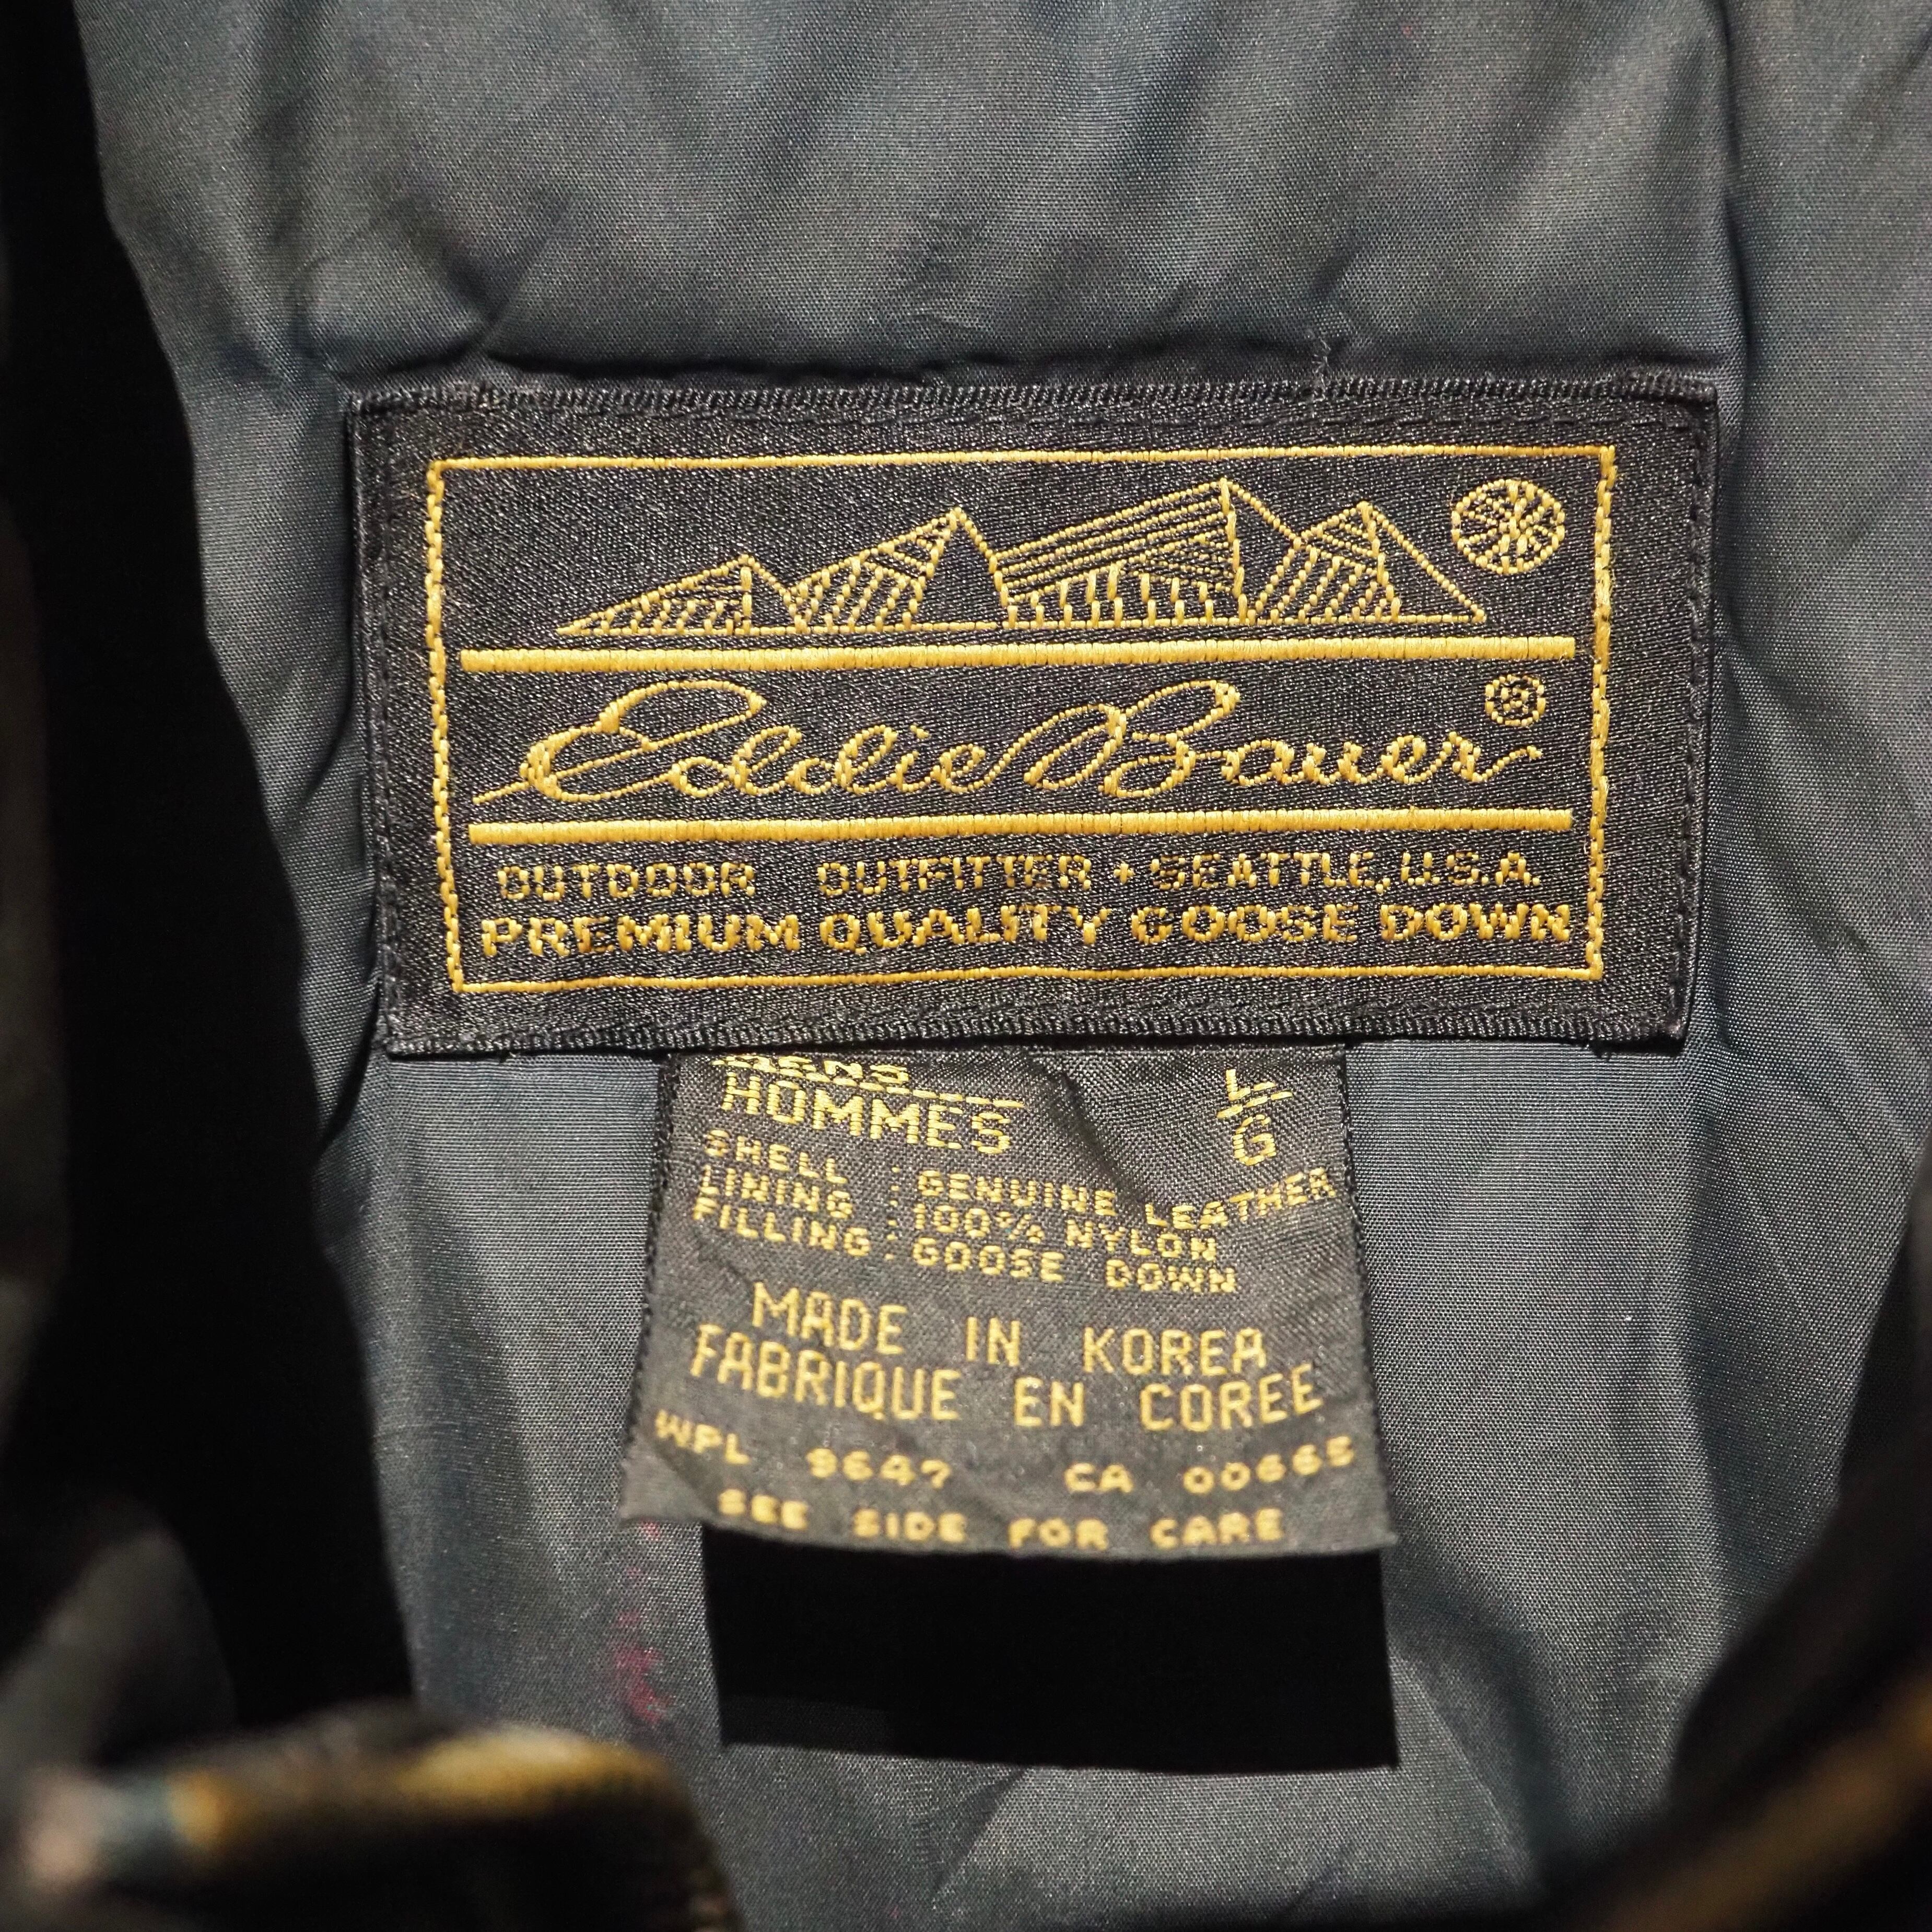 Eddie Bauer ®
OUTDOOR OUTFITTER + SEATTLE, U.S.A.
PREMIUM QUALITY GOOSE DOWN
MENS L
HOMMES G
SHELL : GENUINE LEATHER
LINING : 100% NYLON
FILLING : GOOSE DOWN
MADE IN KOREA
FABRIQUE EN COREE
WPL 9647 CA 00665
SEE SIDE FOR CARE